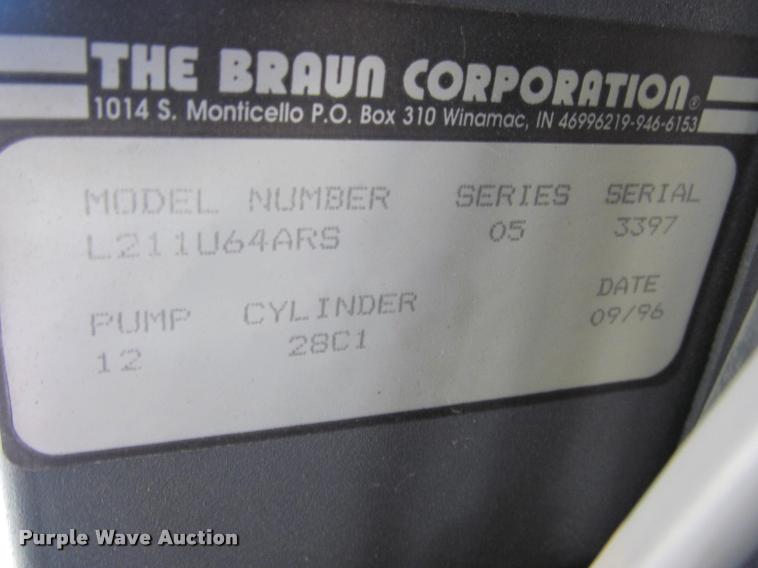 THE BRAUN CORPORATION®
1014 S. Monticello P.O. Box 310 Winamac, IN 46996219-946-6153
MODEL NUMBER SERIES SERIAL
L211U64ARS 05 3397
PUMP CYLINDER DATE
12 28C1 09/96
Purple Wave Auction